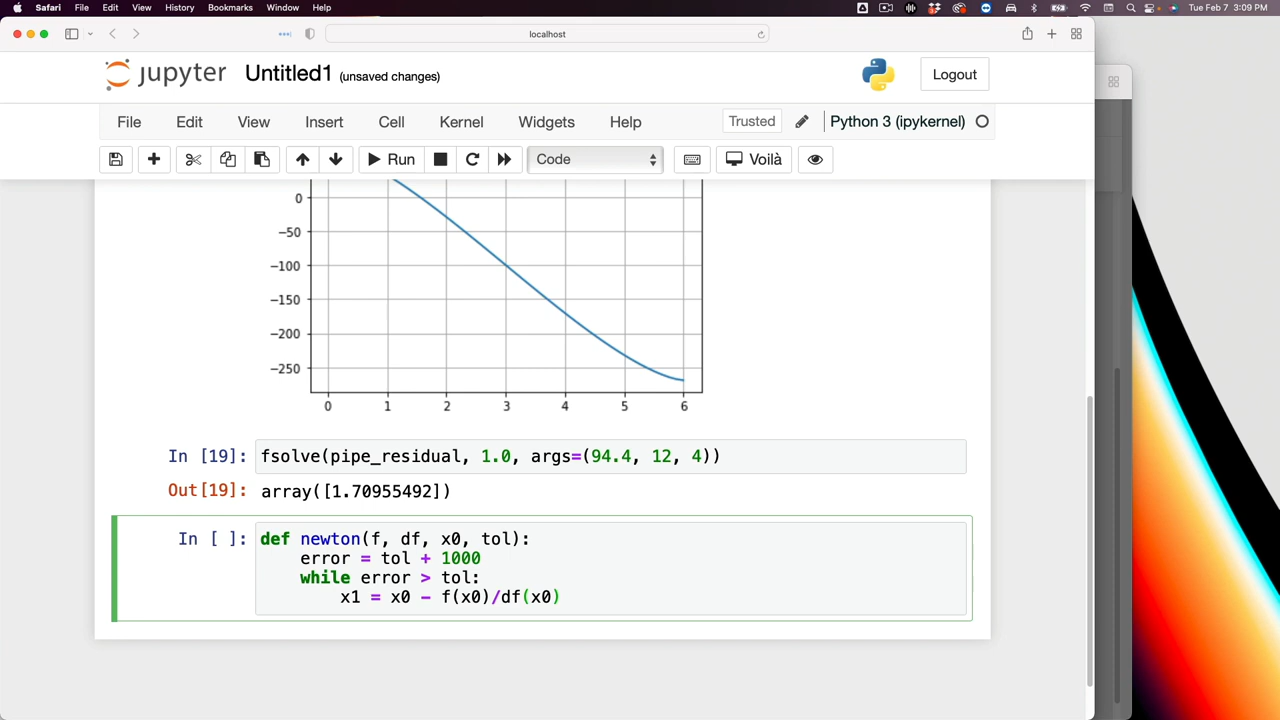 Safari File Edit View History Bookmarks Window Help Tue Feb 7 3:09 PM
localhost
jupyter Untitled1 (unsaved changes) Logout
File Edit View Insert Cell Kernel Widgets Help Trusted Python 3 (ipykernel)
Run Code Voilà
0
−50
−100
−150
−200
−250
0 1 2 3 4 5 6
In [19]: fsolve(pipe_residual, 1.0, args=(94.4, 12, 4))
Out[19]: array([1.70955492])
In [ ]: def newton(f, df, x0, tol):
error = tol + 1000
while error > tol:
x1 = x0 - f(x0)/df(x0)